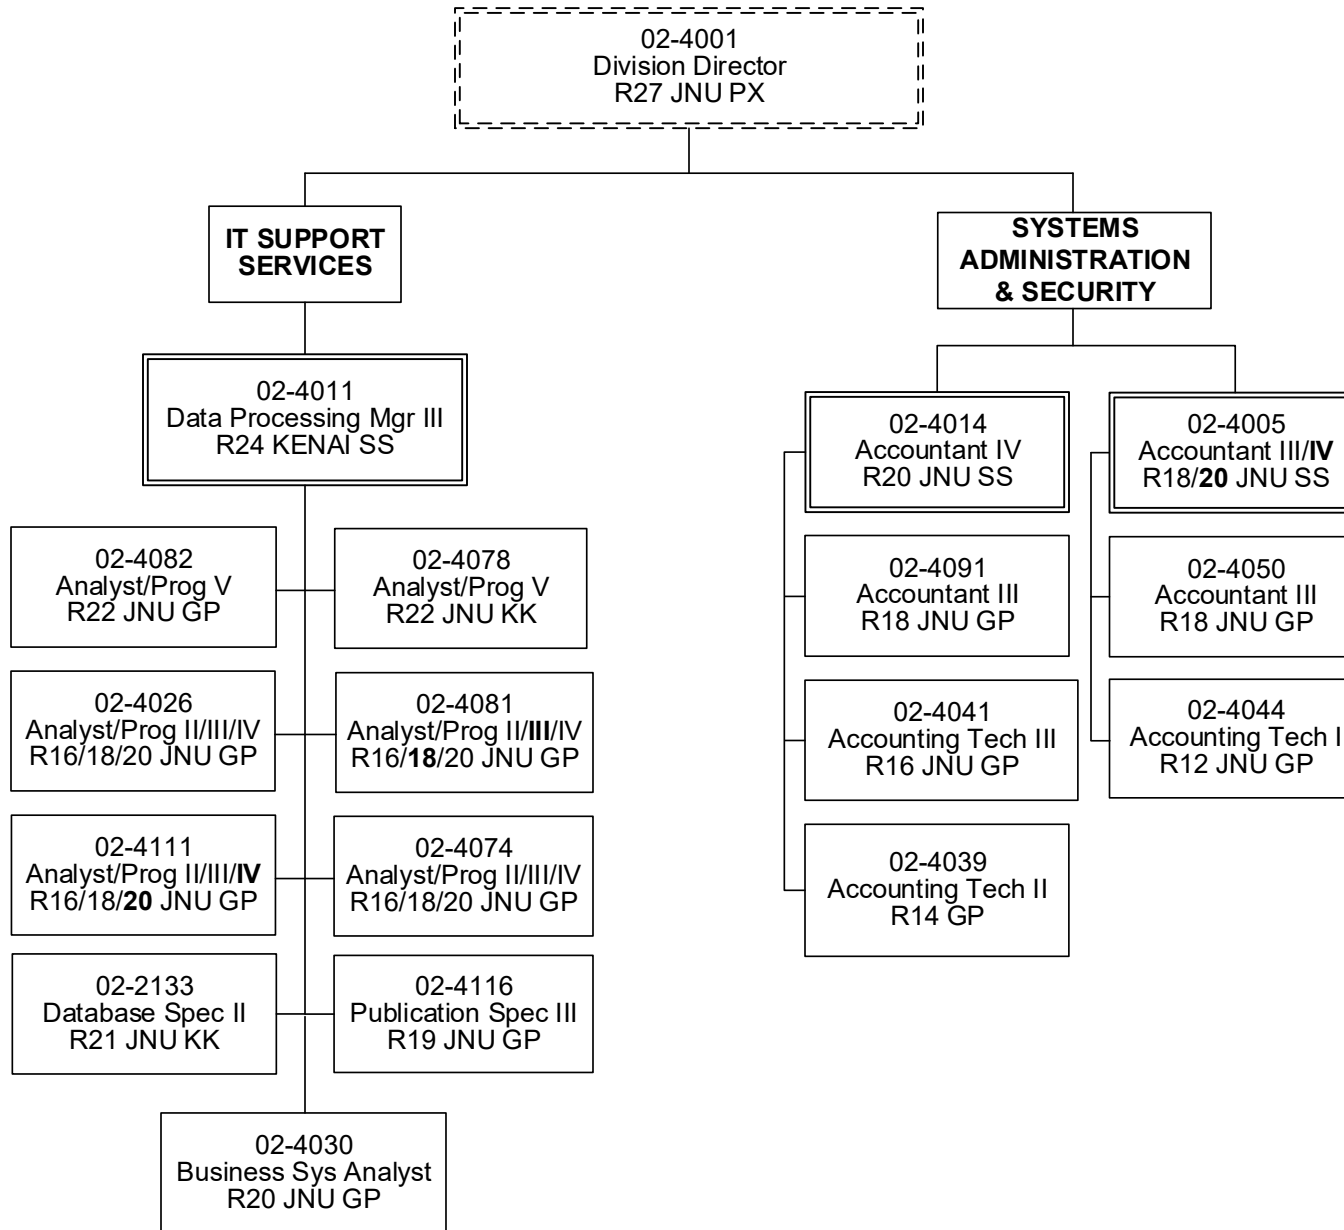 02-4001
Division Director
R27 JNU PX
IT SUPPORT
SERVICES
SYSTEMS
ADMINISTRATION
& SECURITY
02-4011
Data Processing Mgr III
R24 KENAI SS
02-4014
Accountant IV
R20 JNU SS
02-4005
Accountant III/IV
R18/20 JNU SS
02-4082
Analyst/Prog V
R22 JNU GP
02-4078
Analyst/Prog V
R22 JNU KK
02-4091
Accountant III
R18 JNU GP
02-4050
Accountant III
R18 JNU GP
02-4026
Analyst/Prog II/III/IV
R16/18/20 JNU GP
02-4081
Analyst/Prog II/III/IV
R16/18/20 JNU GP
02-4041
Accounting Tech III
R16 JNU GP
02-4044
Accounting Tech I
R12 JNU GP
02-4111
Analyst/Prog II/III/IV
R16/18/20 JNU GP
02-4074
Analyst/Prog II/III/IV
R16/18/20 JNU GP
02-4039
Accounting Tech II
R14 GP
02-2133
Database Spec II
R21 JNU KK
02-4116
Publication Spec III
R19 JNU GP
02-4030
Business Sys Analyst
R20 JNU GP